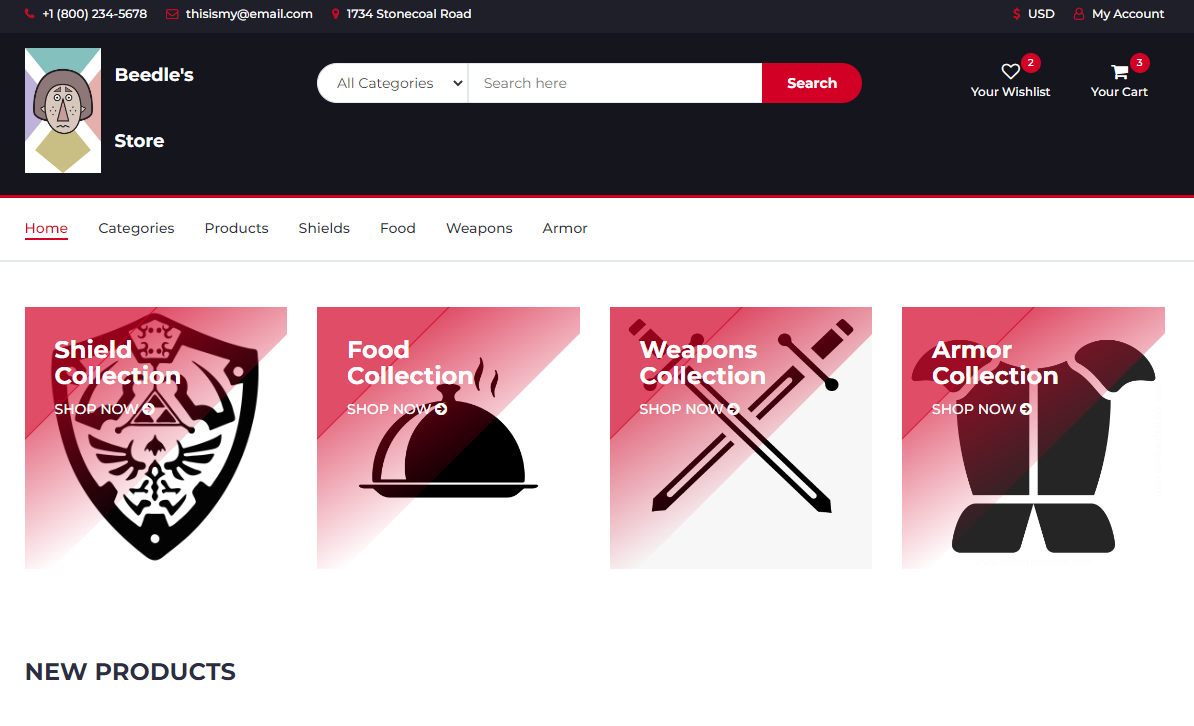 +1 (800) 234-5678 thisismy@email.com 1734 Stonecoal Road $ USD My Account
Beedle's
Store
All Categories Search here Search
2
Your Wishlist
3
Your Cart
Home Categories Products Shields Food Weapons Armor
Shield
Collection
SHOP NOW
Food
Collection
SHOP NOW
Weapons
Collection
SHOP NOW
Armor
Collection
SHOP NOW
NEW PRODUCTS